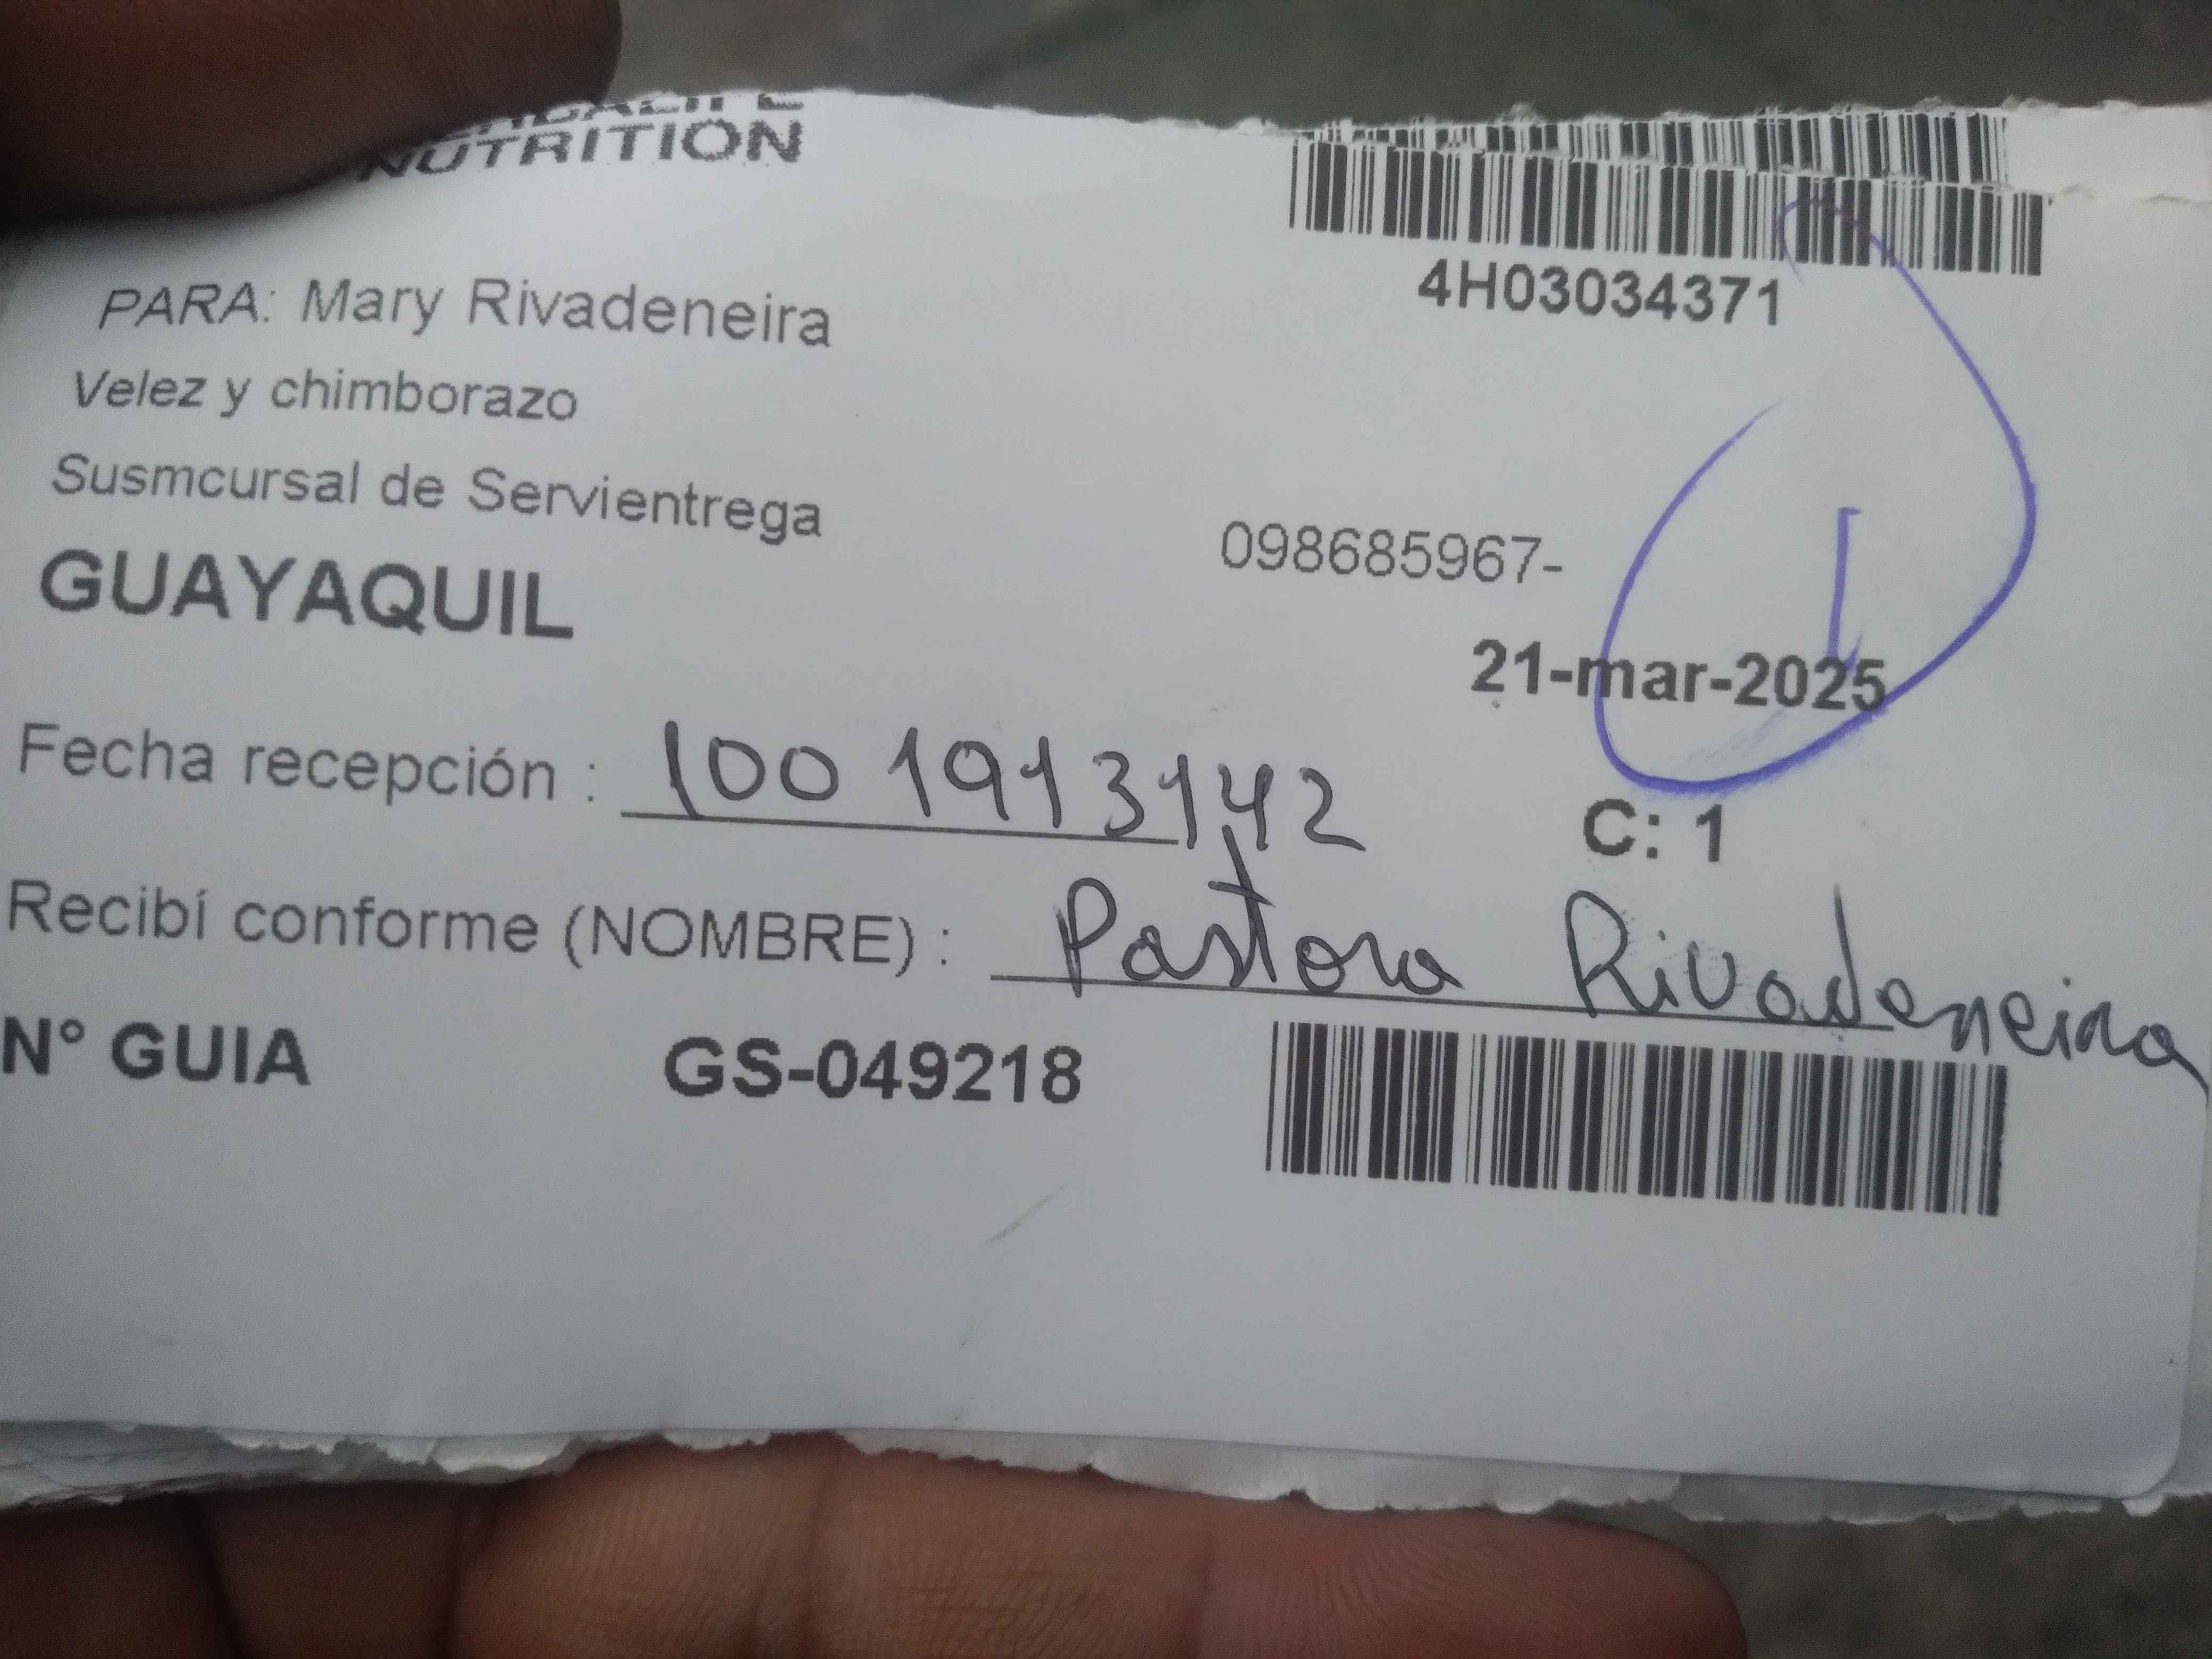 NUTRITION
4H03034371
PARA: Mary Rivadeneira
Velez y chimborazo
Susmcursal de Servientrega
098685967-
GUAYAQUIL
21-mar-2025
1
Fecha recepción : 1001913142
C: 1
Recibí conforme (NOMBRE) : Pastora Rivadeneira
N° GUIA GS-049218